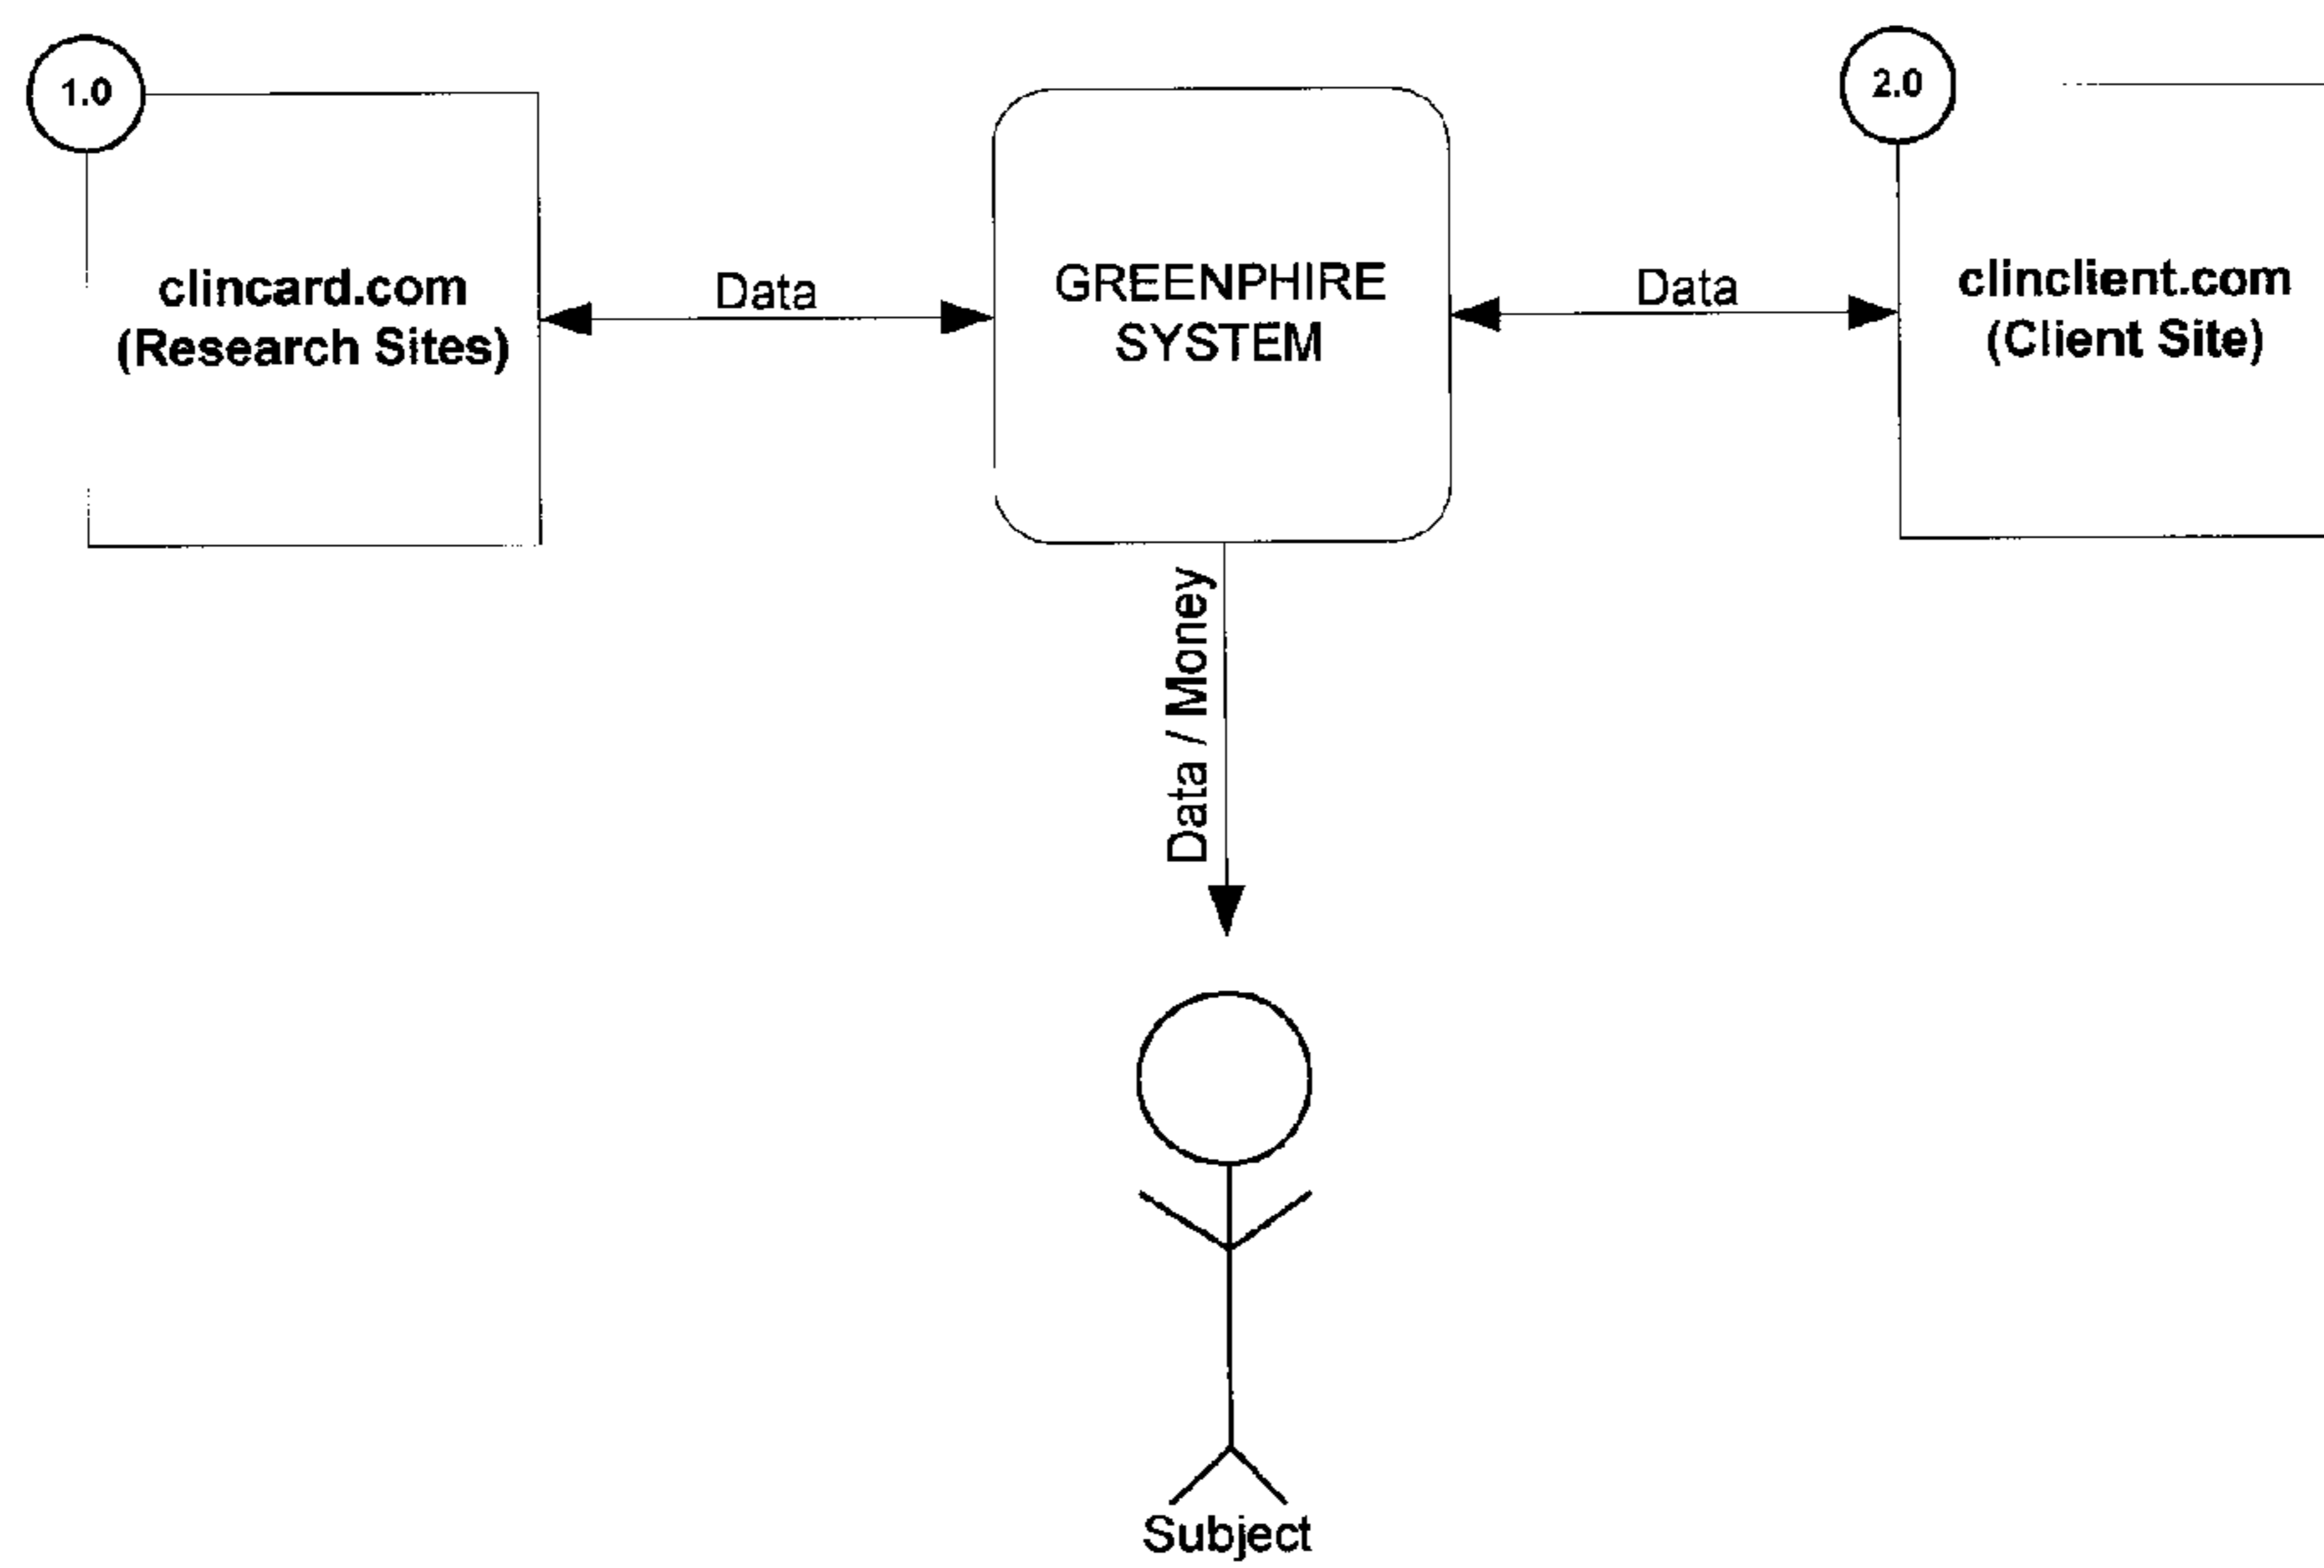 1.0
clincard.com
(Research Sites)
Data
GREENPHIRE
SYSTEM
Data
2.0
clinclient.com
(Client Site)
Data / Money
Subject